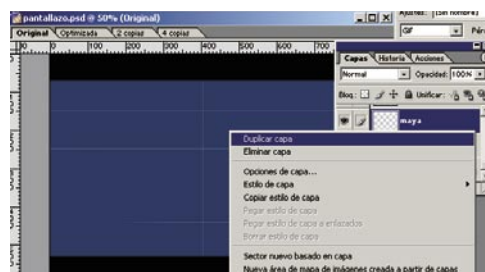 pantallazo.psd @ 50% (Original)
Original Optimizada 2 copias 4 copias
0 100 200 300 400 500 600 700
Ajustes: [Sin nombre]
GIF
Capas Historia Acciones
Normal Opacidad: 100%
Bloq.: Unificar:
maya
Duplicar capa
Eliminar capa
Opciones de capa...
Estilo de capa
Copiar estilo de capa
Pegar estilo de capa
Pegar estilo de capa a enlazados
Borrar estilo de capa
Sector nuevo basado en capa
Nueva área de mapa de imágenes creada a partir de capas